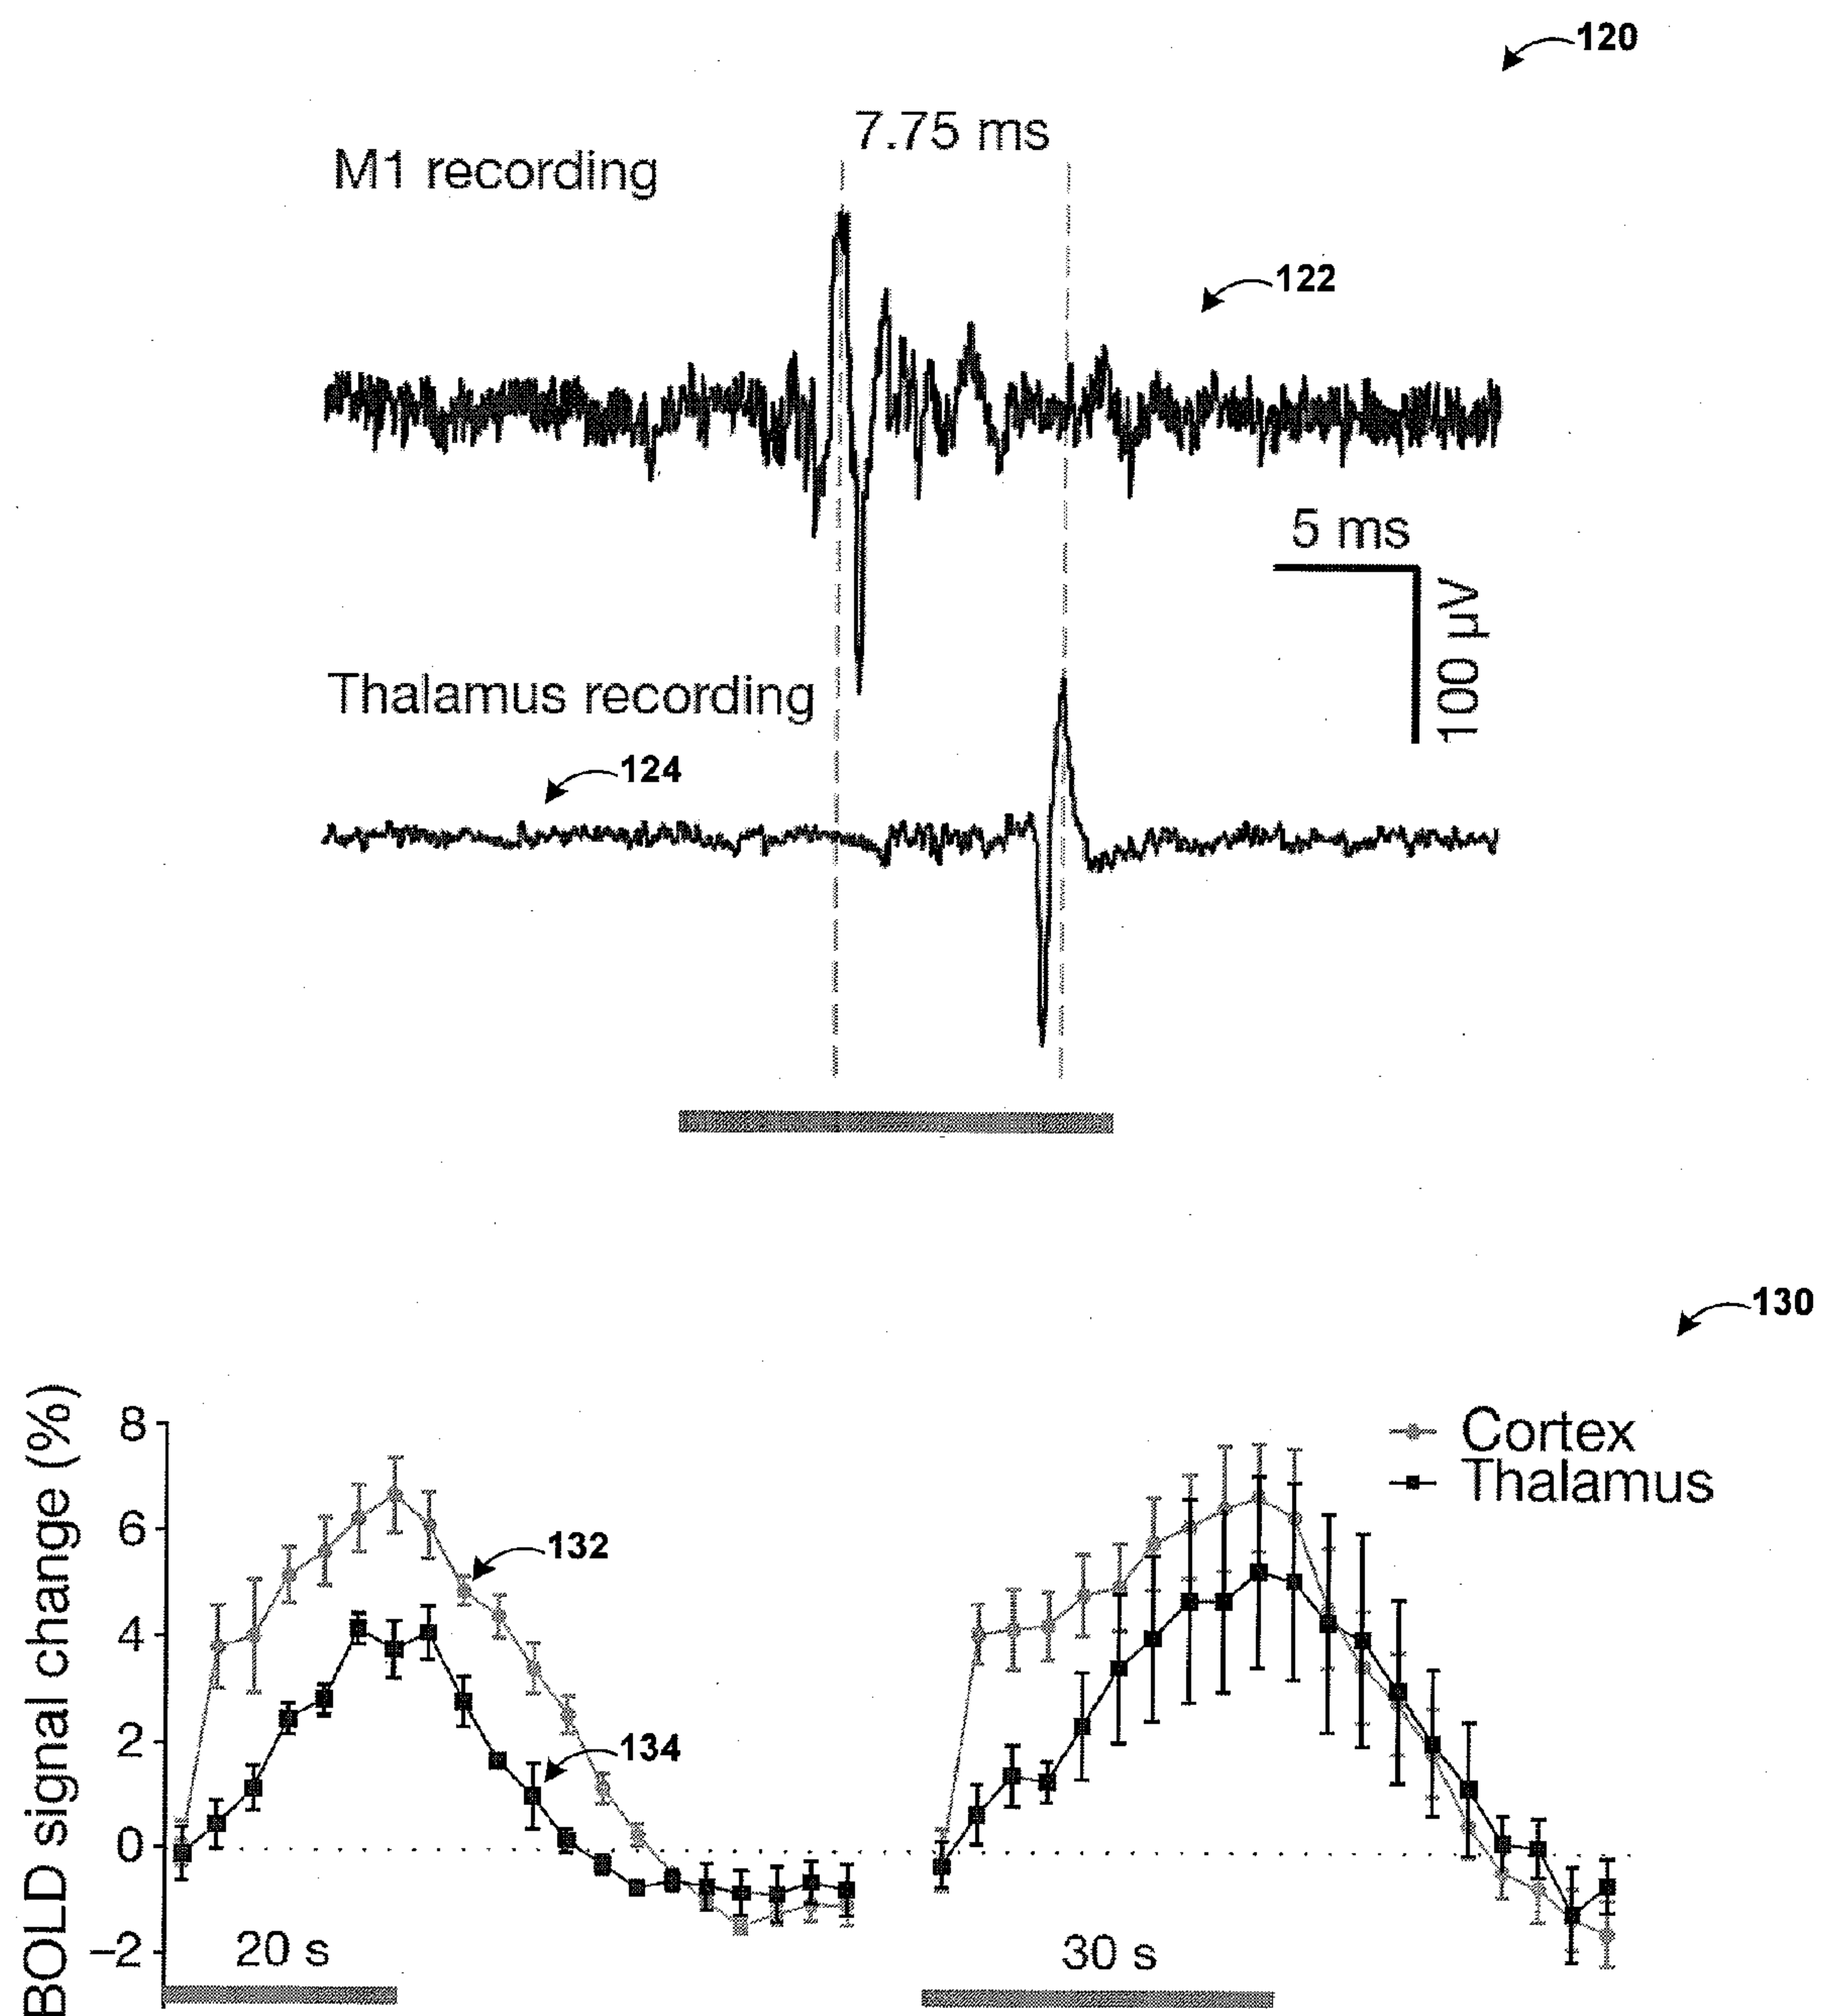 120
7.75 ms
M1 recording
122
5 ms
100 µV
Thalamus recording
124
130
BOLD signal change (%)
8
6
4
2
0
−2
Cortex
Thalamus
132
134
20 s
30 s